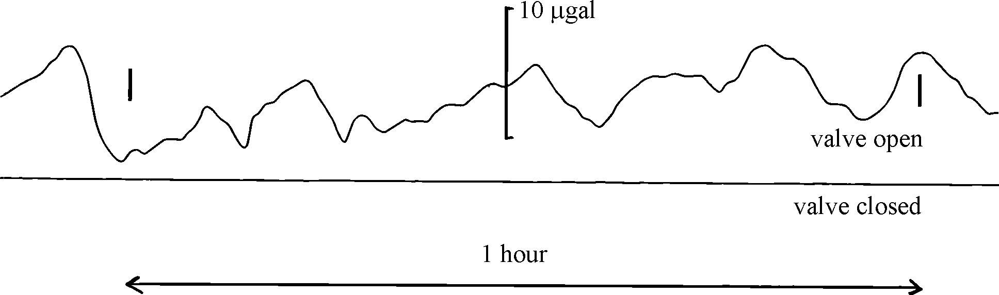 10 μgal
valve open
valve closed
1 hour